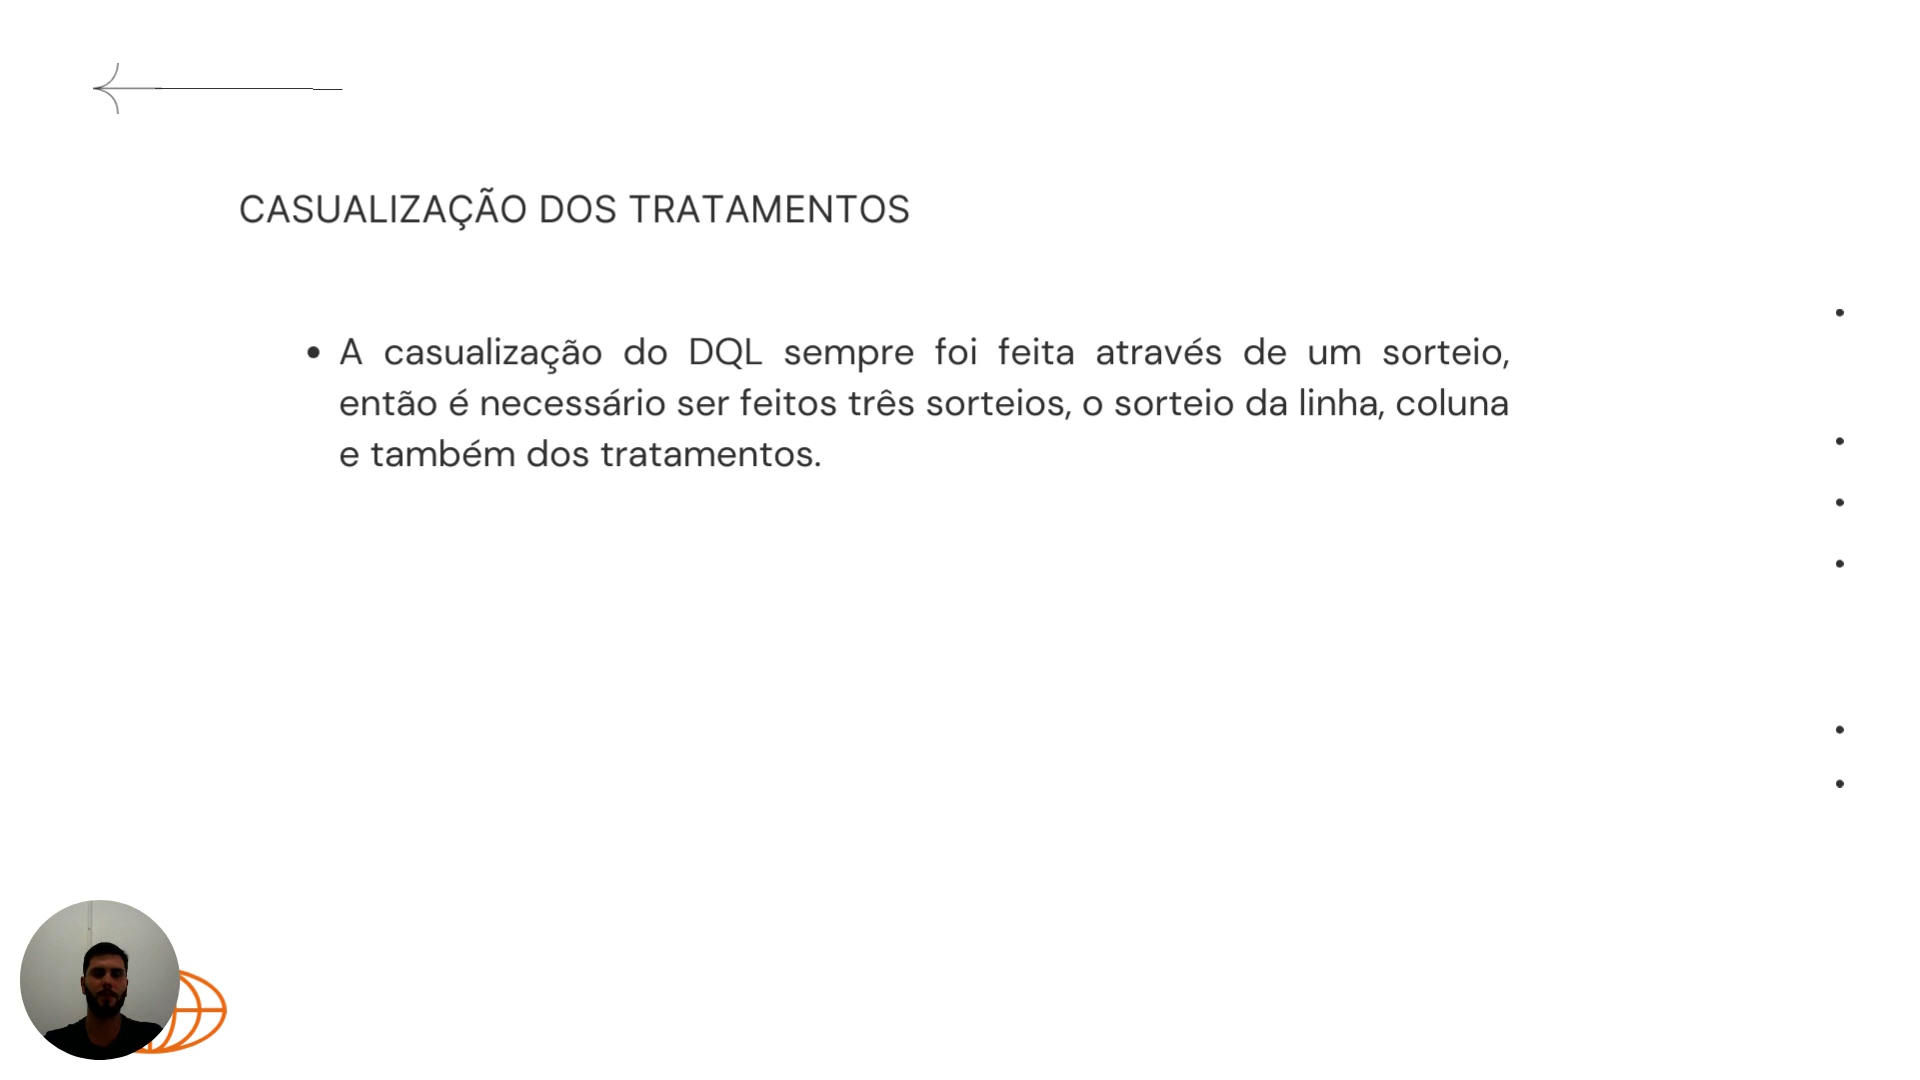 CASUALIZAÇÃO DOS TRATAMENTOS
• A casualização do DQL sempre foi feita através de um sorteio,
então é necessário ser feitos três sorteios, o sorteio da linha, coluna
e também dos tratamentos.